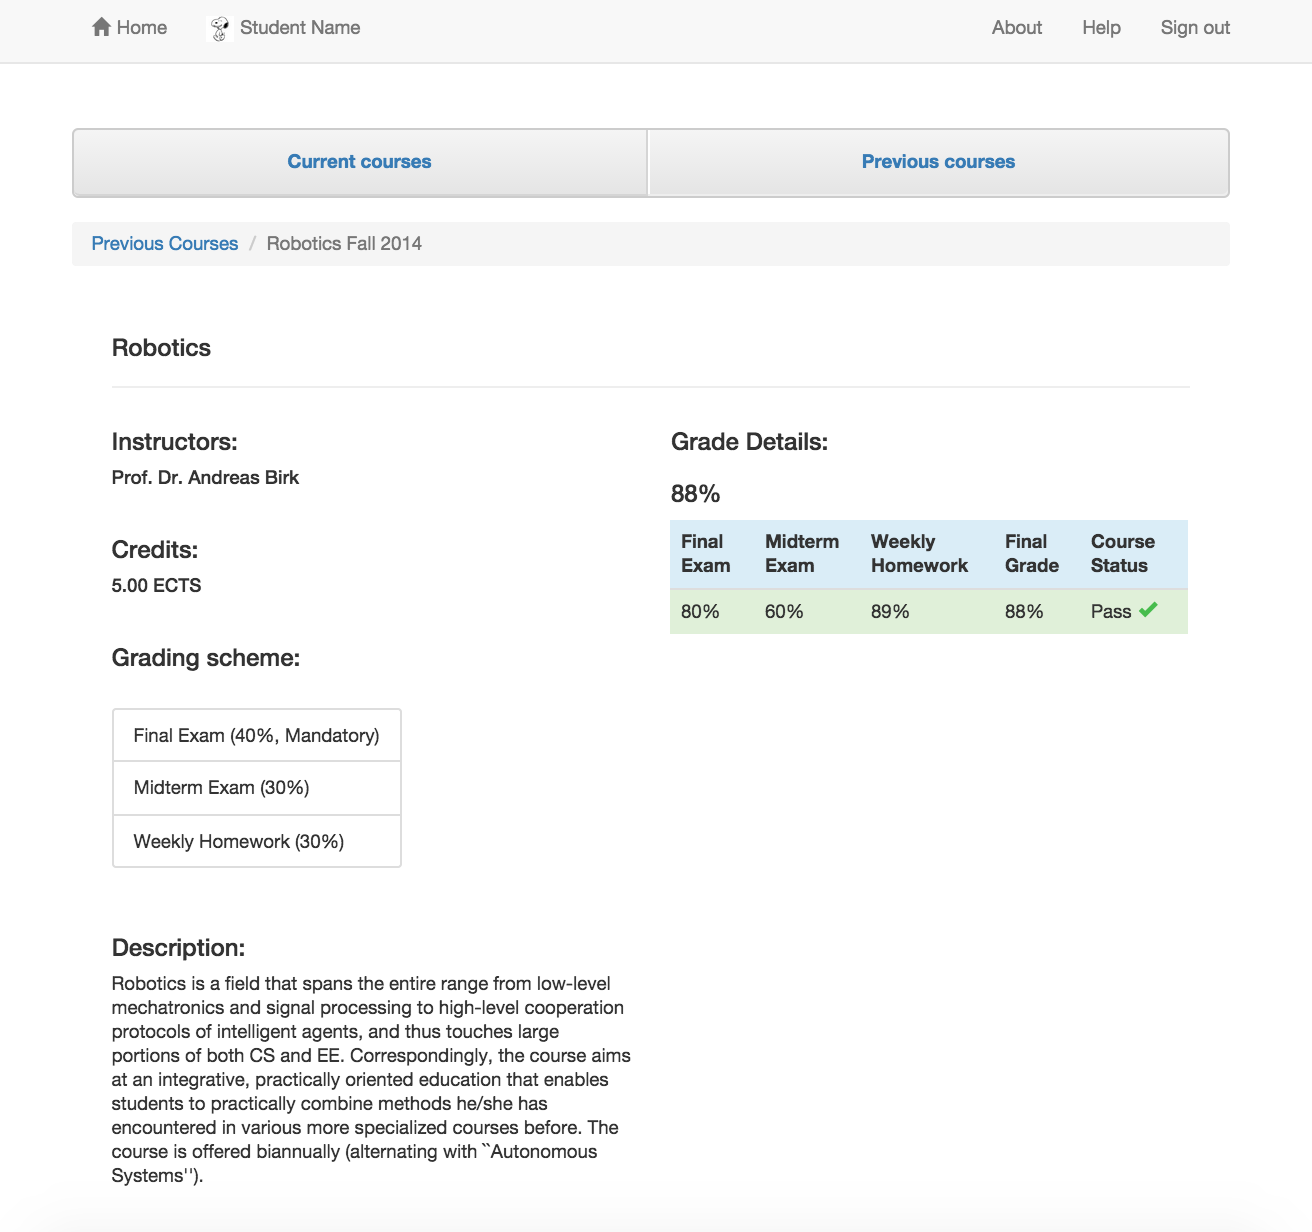 Home Student Name About Help Sign out
Current courses Previous courses
Previous Courses / Robotics Fall 2014
Robotics
Instructors:
Prof. Dr. Andreas Birk
Credits:
5.00 ECTS
Grading scheme:
Final Exam (40%, Mandatory)
Midterm Exam (30%)
Weekly Homework (30%)
Description:
Robotics is a field that spans the entire range from low-level
mechatronics and signal processing to high-level cooperation
protocols of intelligent agents, and thus touches large
portions of both CS and EE. Correspondingly, the course aims
at an integrative, practically oriented education that enables
students to practically combine methods he/she has
encountered in various more specialized courses before. The
course is offered biannually (alternating with ``Autonomous
Systems'').
Grade Details:
88%
Final Midterm Weekly Final Course
Exam Exam Homework Grade Status
80% 60% 89% 88% Pass